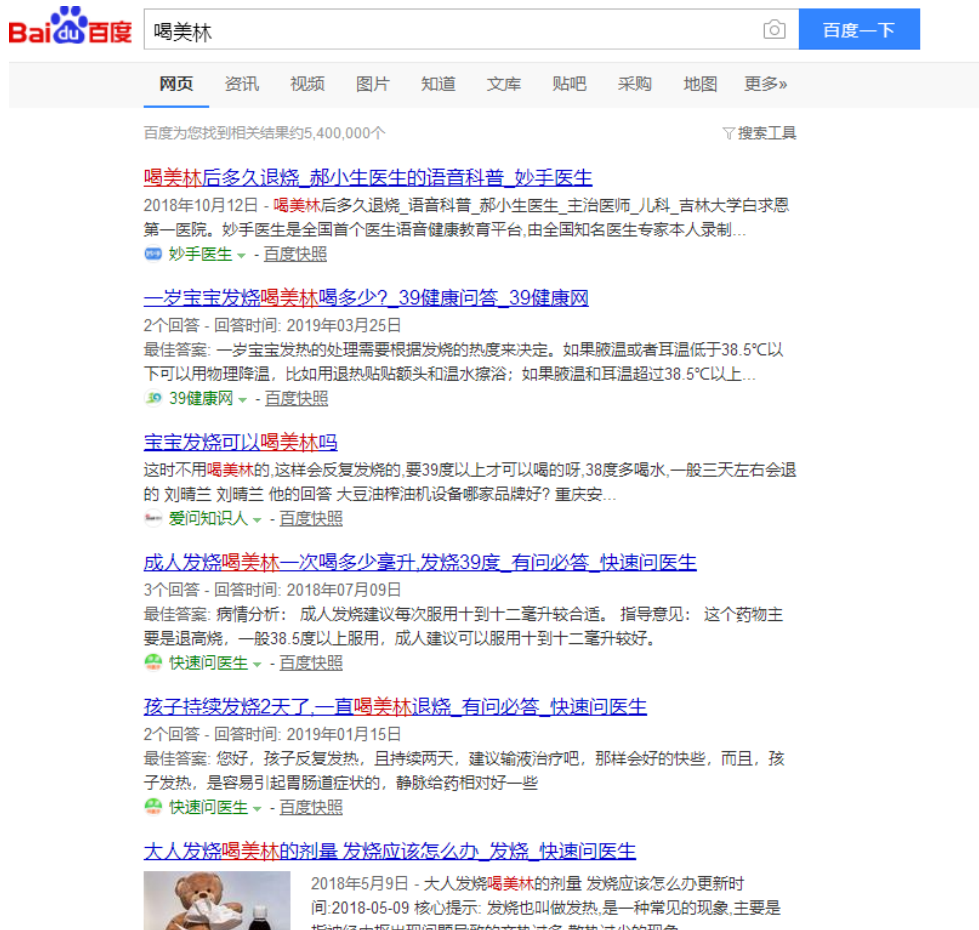 Bai du 百度
喝美林
百度一下
网页 资讯 视频 图片 知道 文库 贴吧 采购 地图 更多»
百度为您找到相关结果约5,400,000个 搜索工具
喝美林后多久退烧_郝小生医生的语音科普_妙手医生
2018年10月12日 - 喝美林后多久退烧_语音科普_郝小生医生_主治医师_儿科_吉林大学白求恩
第一医院。妙手医生是全国首个医生语音健康教育平台,由全国知名医生专家本人录制...
妙手医生 - 百度快照
一岁宝宝发烧喝美林喝多少?_39健康问答_39健康网
2个回答 - 回答时间: 2019年03月25日
最佳答案: 一岁宝宝发热的处理需要根据发烧的热度来决定。如果腋温或者耳温低于38.5℃以
下可以用物理降温，比如用退热贴贴额头和温水擦浴；如果腋温和耳温超过38.5℃以上...
39健康网 - 百度快照
宝宝发烧可以喝美林吗
这时不用喝美林的,这样会反复发烧的,要39度以上才可以喝的呀,38度多喝水,一般三天左右会退
的 刘晴兰 刘晴兰 他的回答 大豆油榨油机设备哪家品牌好? 重庆安...
爱问知识人 - 百度快照
成人发烧喝美林一次喝多少毫升,发烧39度_有问必答_快速问医生
3个回答 - 回答时间: 2018年07月09日
最佳答案: 病情分析： 成人发烧建议每次服用十到十二毫升较合适。 指导意见： 这个药物主
要是退高烧，一般38.5度以上服用，成人建议可以服用十到十二毫升较好。
快速问医生 - 百度快照
孩子持续发烧2天了,一直喝美林退烧_有问必答_快速问医生
2个回答 - 回答时间: 2019年01月15日
最佳答案: 您好，孩子反复发热，且持续两天，建议输液治疗吧，那样会好的快些，而且，孩
子发热，是容易引起胃肠道症状的，静脉给药相对好一些
快速问医生 - 百度快照
大人发烧喝美林的剂量 发烧应该怎么办_发烧_快速问医生
2018年5月9日 - 大人发烧喝美林的剂量 发烧应该怎么办更新时
间:2018-05-09 核心提示: 发烧也叫做发热,是一种常见的现象,主要是